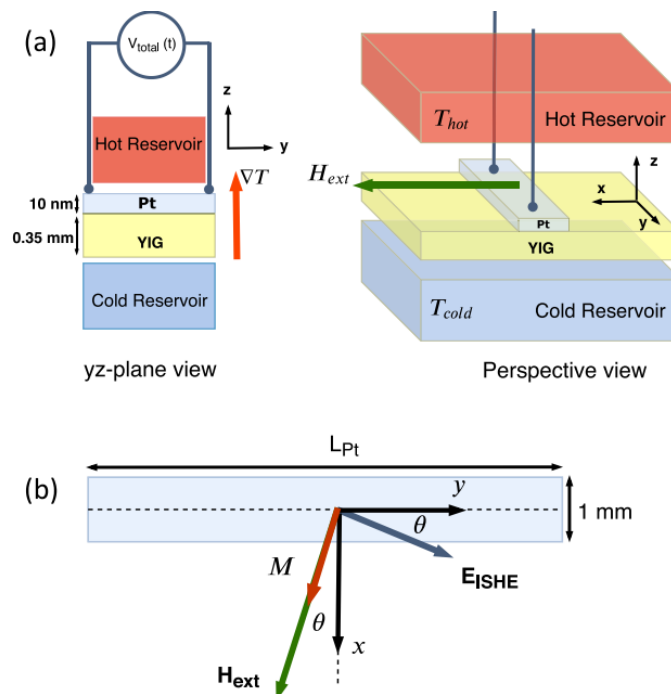 (a)
V_total (t)
z
y
Hot Reservoir
∇T
10 nm
Pt
0.35 mm
YIG
Cold Reservoir
yz-plane view
T_hot
Hot Reservoir
H_ext
z
x
y
Pt
YIG
T_cold
Cold Reservoir
Perspective view
(b)
L_Pt
y
θ
1 mm
E_ISHE
M
θ
x
H_ext